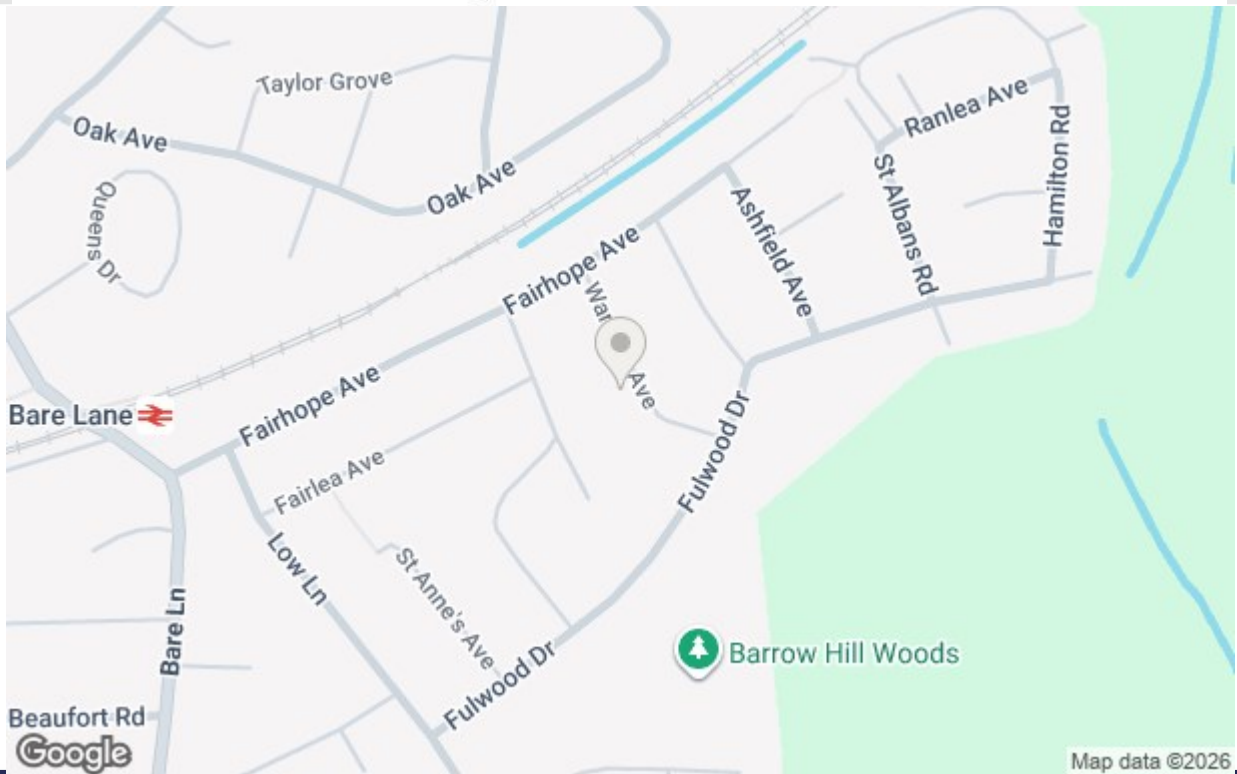 Taylor Grove
Oak Ave
Oak Ave
Queens Dr
Ranlea Ave
Hamilton Rd
St Albans Rd
Ashfield Ave
Fairhope Ave
Ave
Bare Lane
Fairhope Ave
Fairlea Ave
Fulwood Dr
Low Ln
St Anne's Ave
Bare Ln
Barrow Hill Woods
Fulwood Dr
Beaufort Rd
Google
Map data ©2026